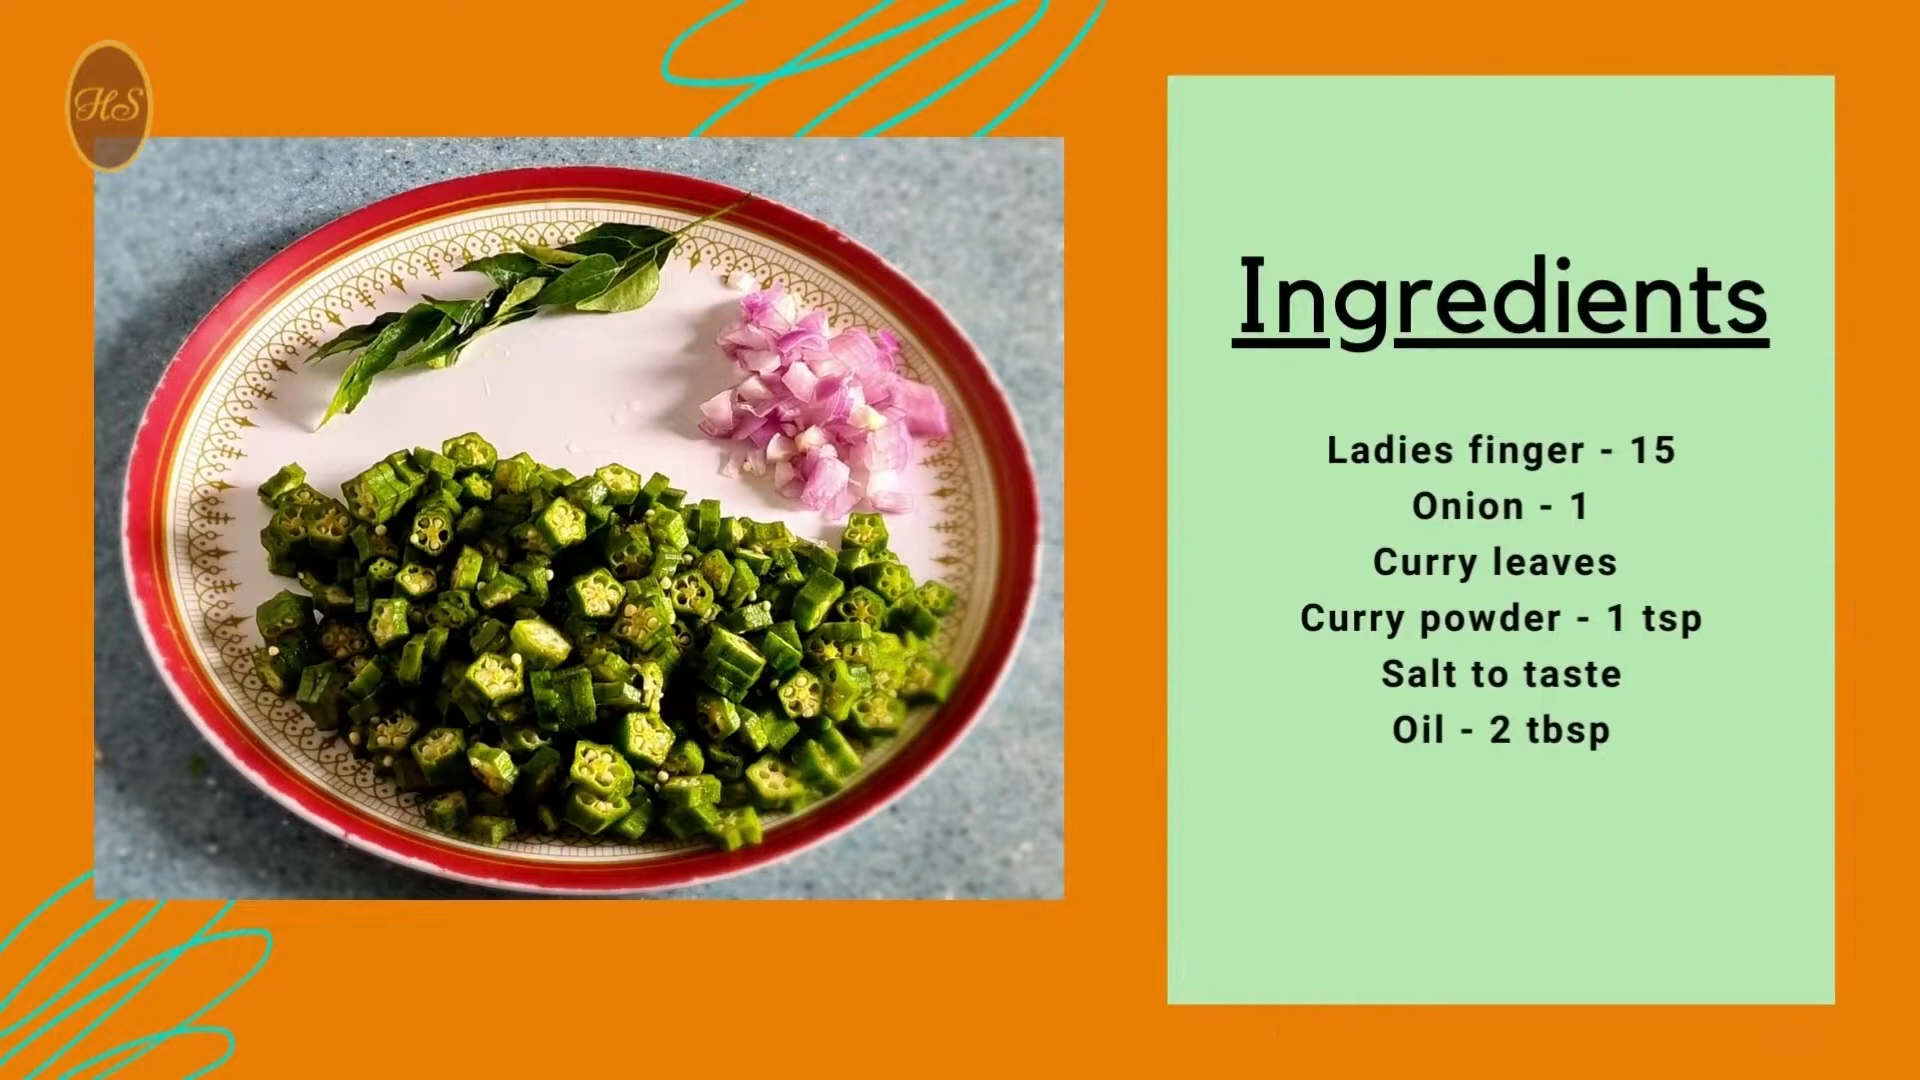 HS
Ingredients
Ladies finger - 15
Onion - 1
Curry leaves
Curry powder - 1 tsp
Salt to taste
Oil - 2 tbsp